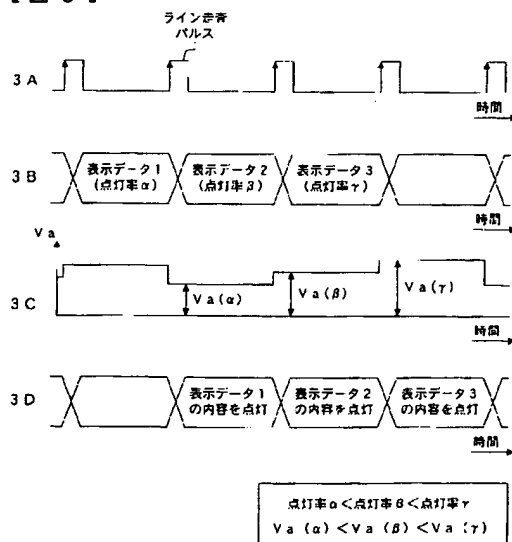 ライン走査
パルス
3A
時間
3B
表示データ1
(点灯率α)
表示データ2
(点灯率β)
表示データ3
(点灯率γ)
時間
Va
3C
Va(α)
Va(β)
Va(γ)
時間
3D
表示データ1
の内容を点灯
表示データ2
の内容を点灯
表示データ3
の内容を点灯
時間
点灯率α<点灯率β<点灯率γ
Va(α)<Va(β)<Va(γ)